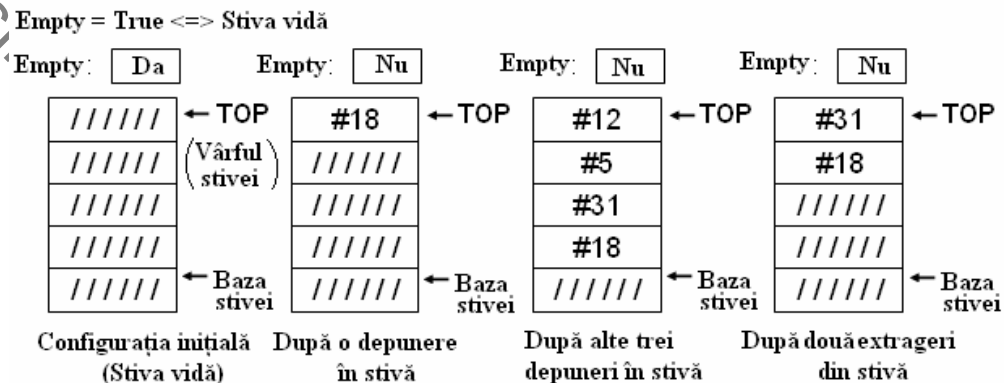 Empty = True <=> Stiva vidă
Empty: Da
Empty: Nu
Empty: Nu
Empty: Nu
////// ← TOP
(Vârful stivei)
//////
//////
//////
////// ← Baza stivei
#18 ← TOP
//////
//////
//////
////// ← Baza stivei
#12 ← TOP
#5
#31
#18
////// ← Baza stivei
#31 ← TOP
#18
//////
//////
////// ← Baza stivei
Configurația inițială
(Stiva vidă)
După o depunere
în stivă
După alte trei
depuneri în stivă
După două extrageri
din stivă